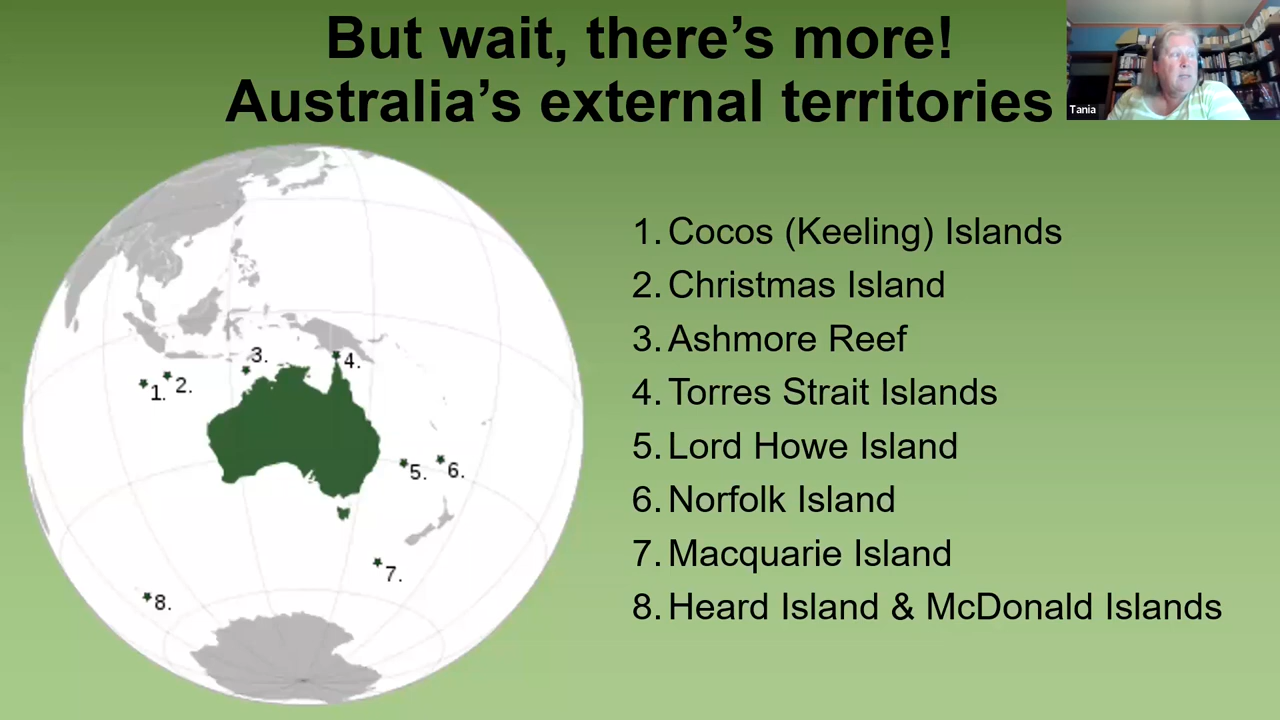 But wait, there’s more!
Australia’s external territories
Tania
1. Cocos (Keeling) Islands
2. Christmas Island
3. Ashmore Reef
4. Torres Strait Islands
5. Lord Howe Island
6. Norfolk Island
7. Macquarie Island
8. Heard Island & McDonald Islands
3.
4.
1.
2.
5.
6.
7.
8.